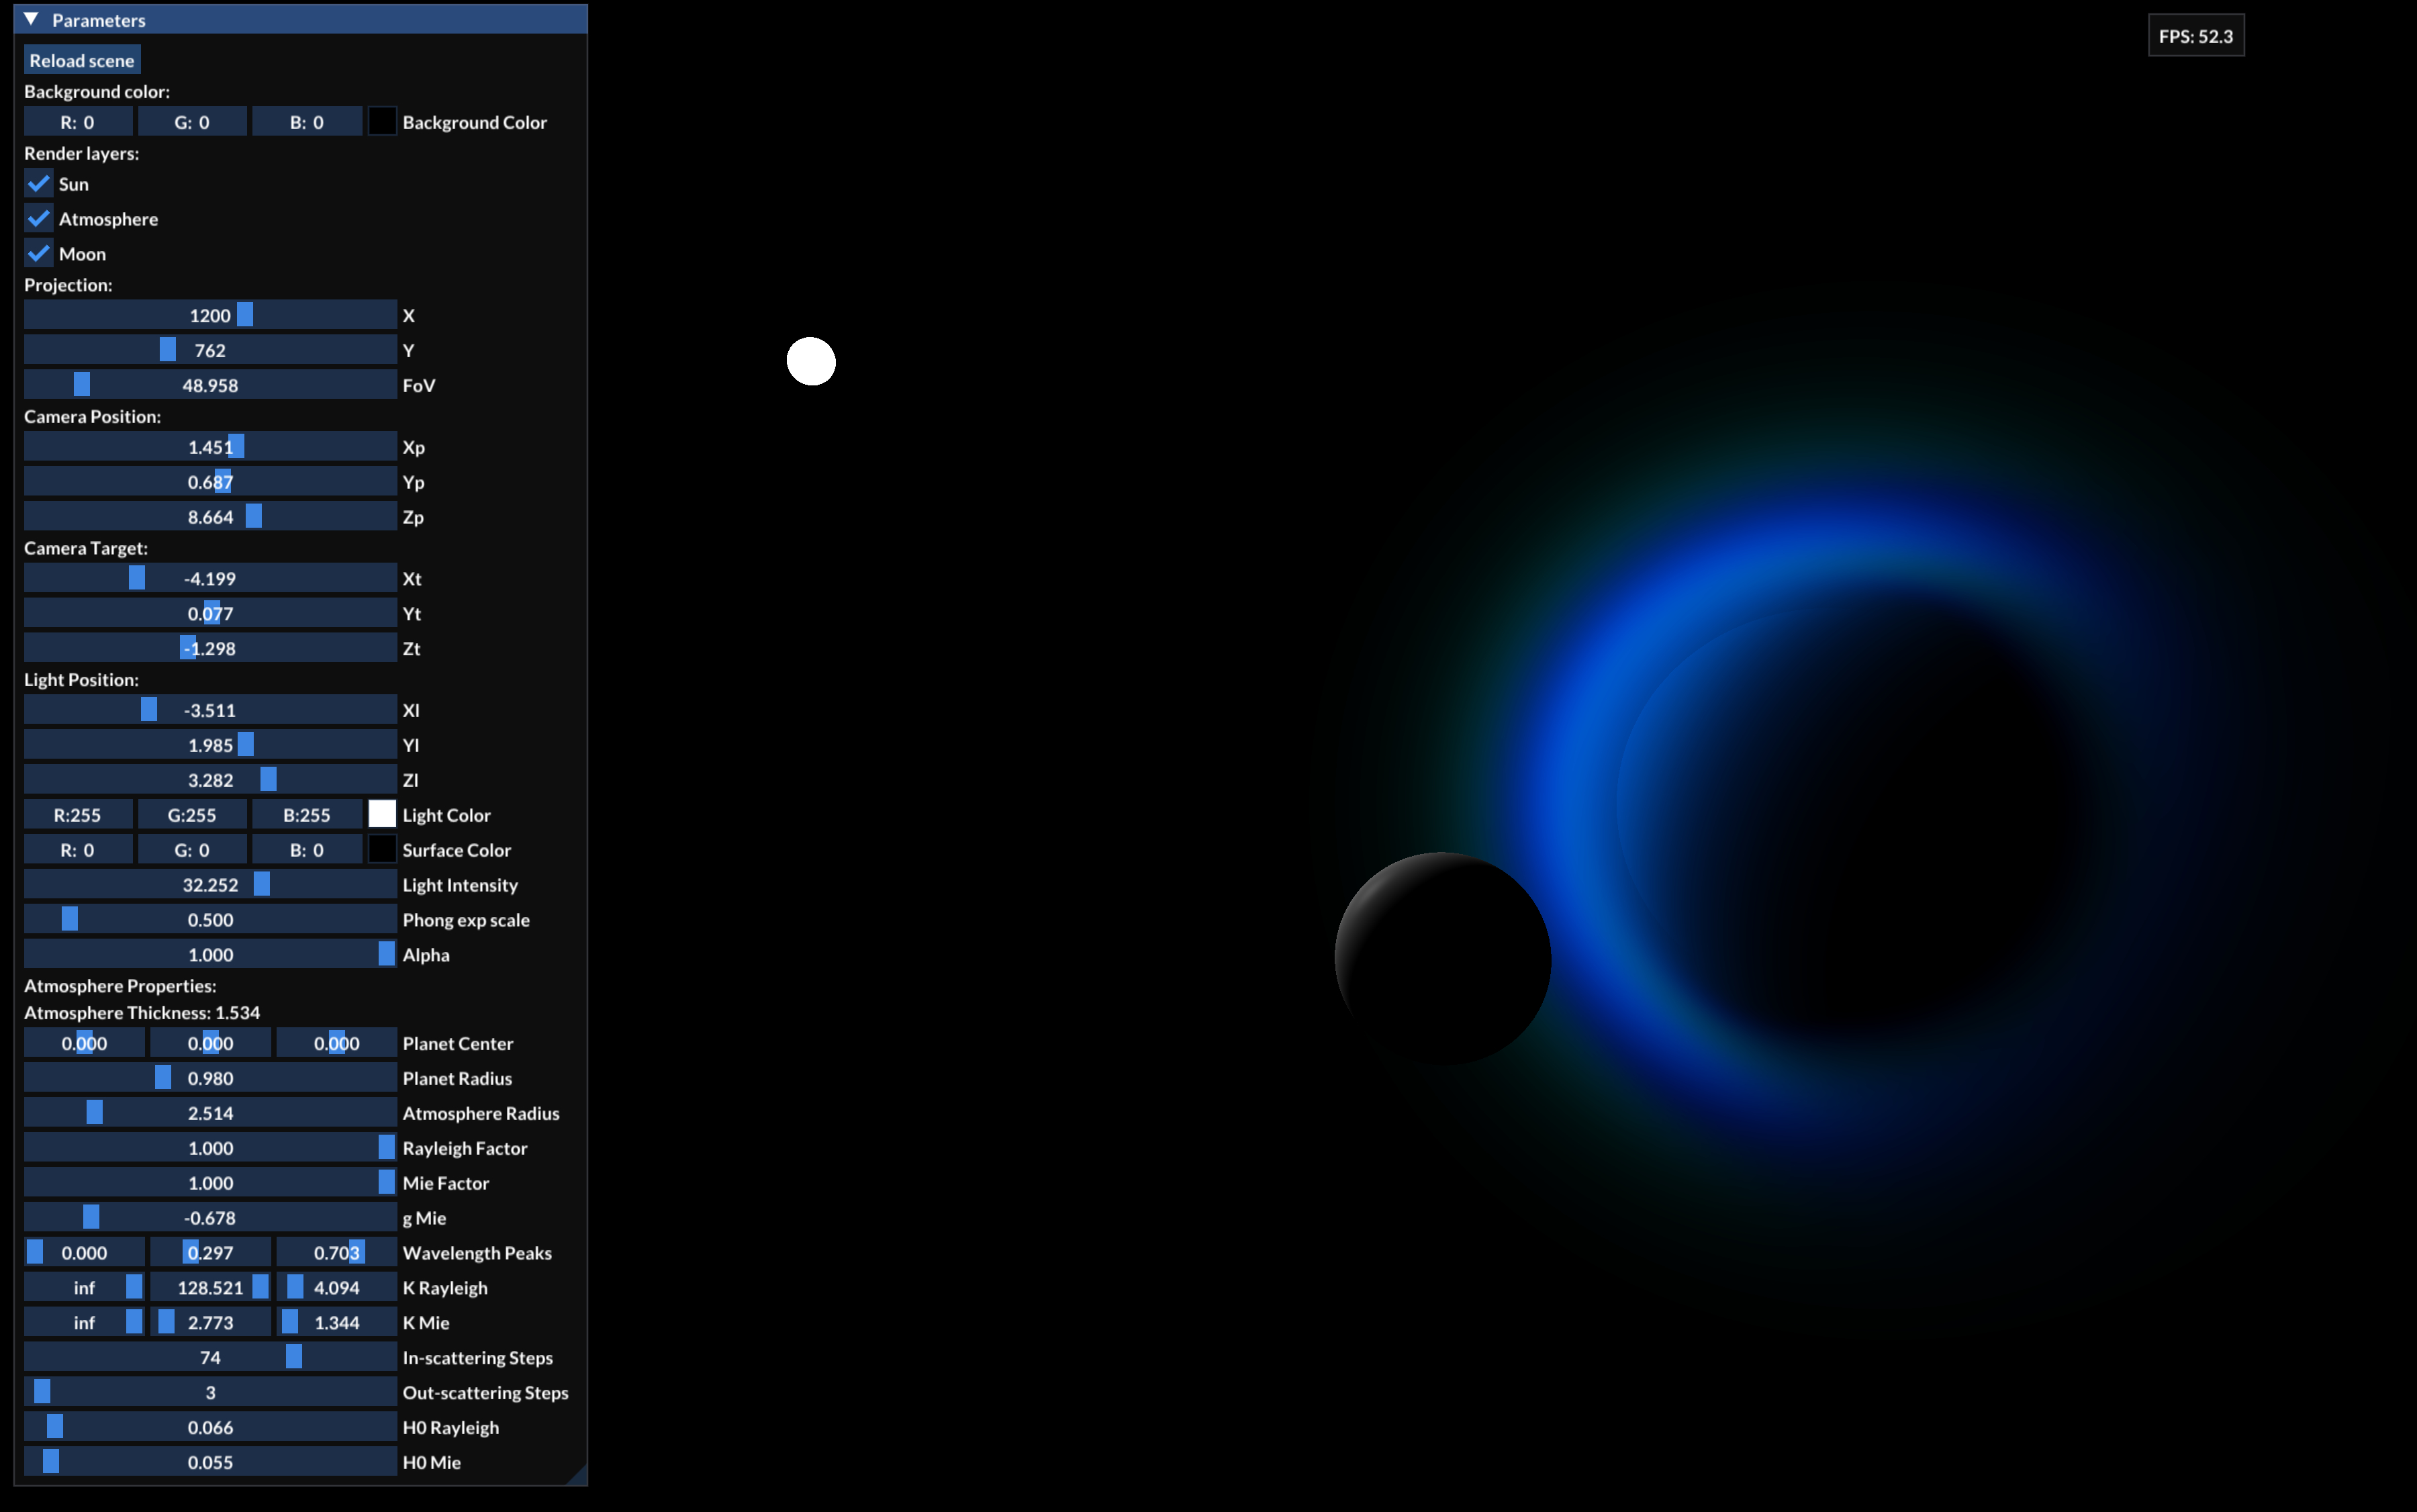 Parameters
FPS: 52.3
Reload scene
Background color:
R: 0 G: 0 B: 0 Background Color
Render layers:
Sun
Atmosphere
Moon
Projection:
1200 X
762 Y
48.958 FoV
Camera Position:
1.451 Xp
0.687 Yp
8.664 Zp
Camera Target:
-4.199 Xt
0.077 Yt
-1.298 Zt
Light Position:
-3.511 Xl
1.985 Yl
3.282 Zl
R:255 G:255 B:255 Light Color
R: 0 G: 0 B: 0 Surface Color
32.252 Light Intensity
0.500 Phong exp scale
1.000 Alpha
Atmosphere Properties:
Atmosphere Thickness: 1.534
0.000 0.000 0.000 Planet Center
0.980 Planet Radius
2.514 Atmosphere Radius
1.000 Rayleigh Factor
1.000 Mie Factor
-0.678 g Mie
0.000 0.297 0.703 Wavelength Peaks
inf 128.521 4.094 K Rayleigh
inf 2.773 1.344 K Mie
74 In-scattering Steps
3 Out-scattering Steps
0.066 H0 Rayleigh
0.055 H0 Mie